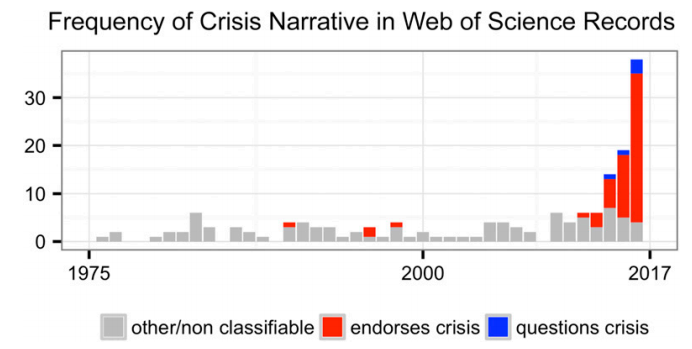 Frequency of Crisis Narrative in Web of Science Records
30
20
10
0
1975 2000 2017
other/non classifiable endorses crisis questions crisis